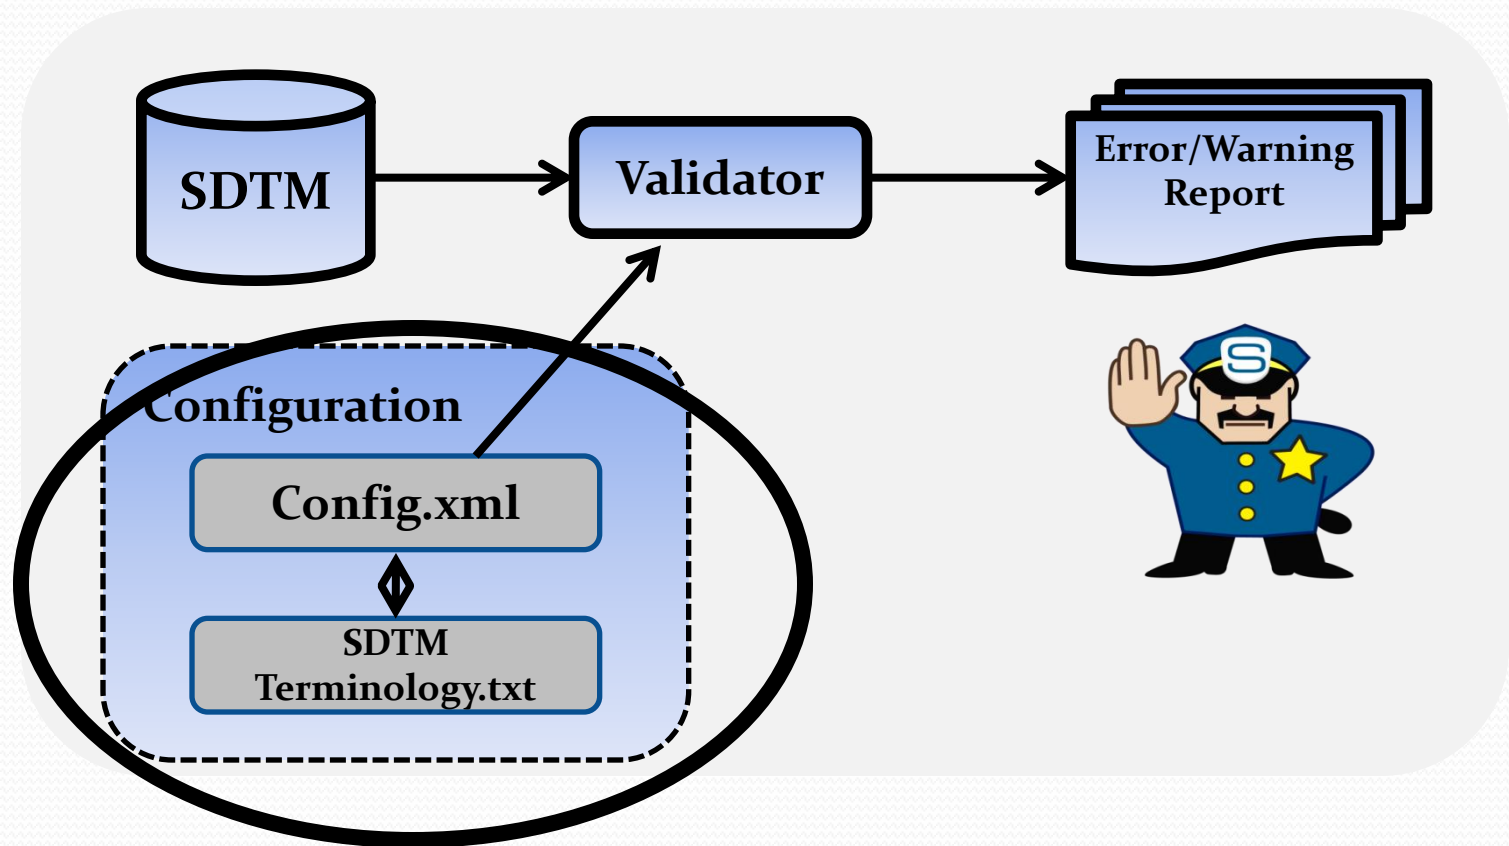 SDTM
Validator
Error/Warning
Report
S
Configuration
Config.xml
SDTM
Terminology.txt